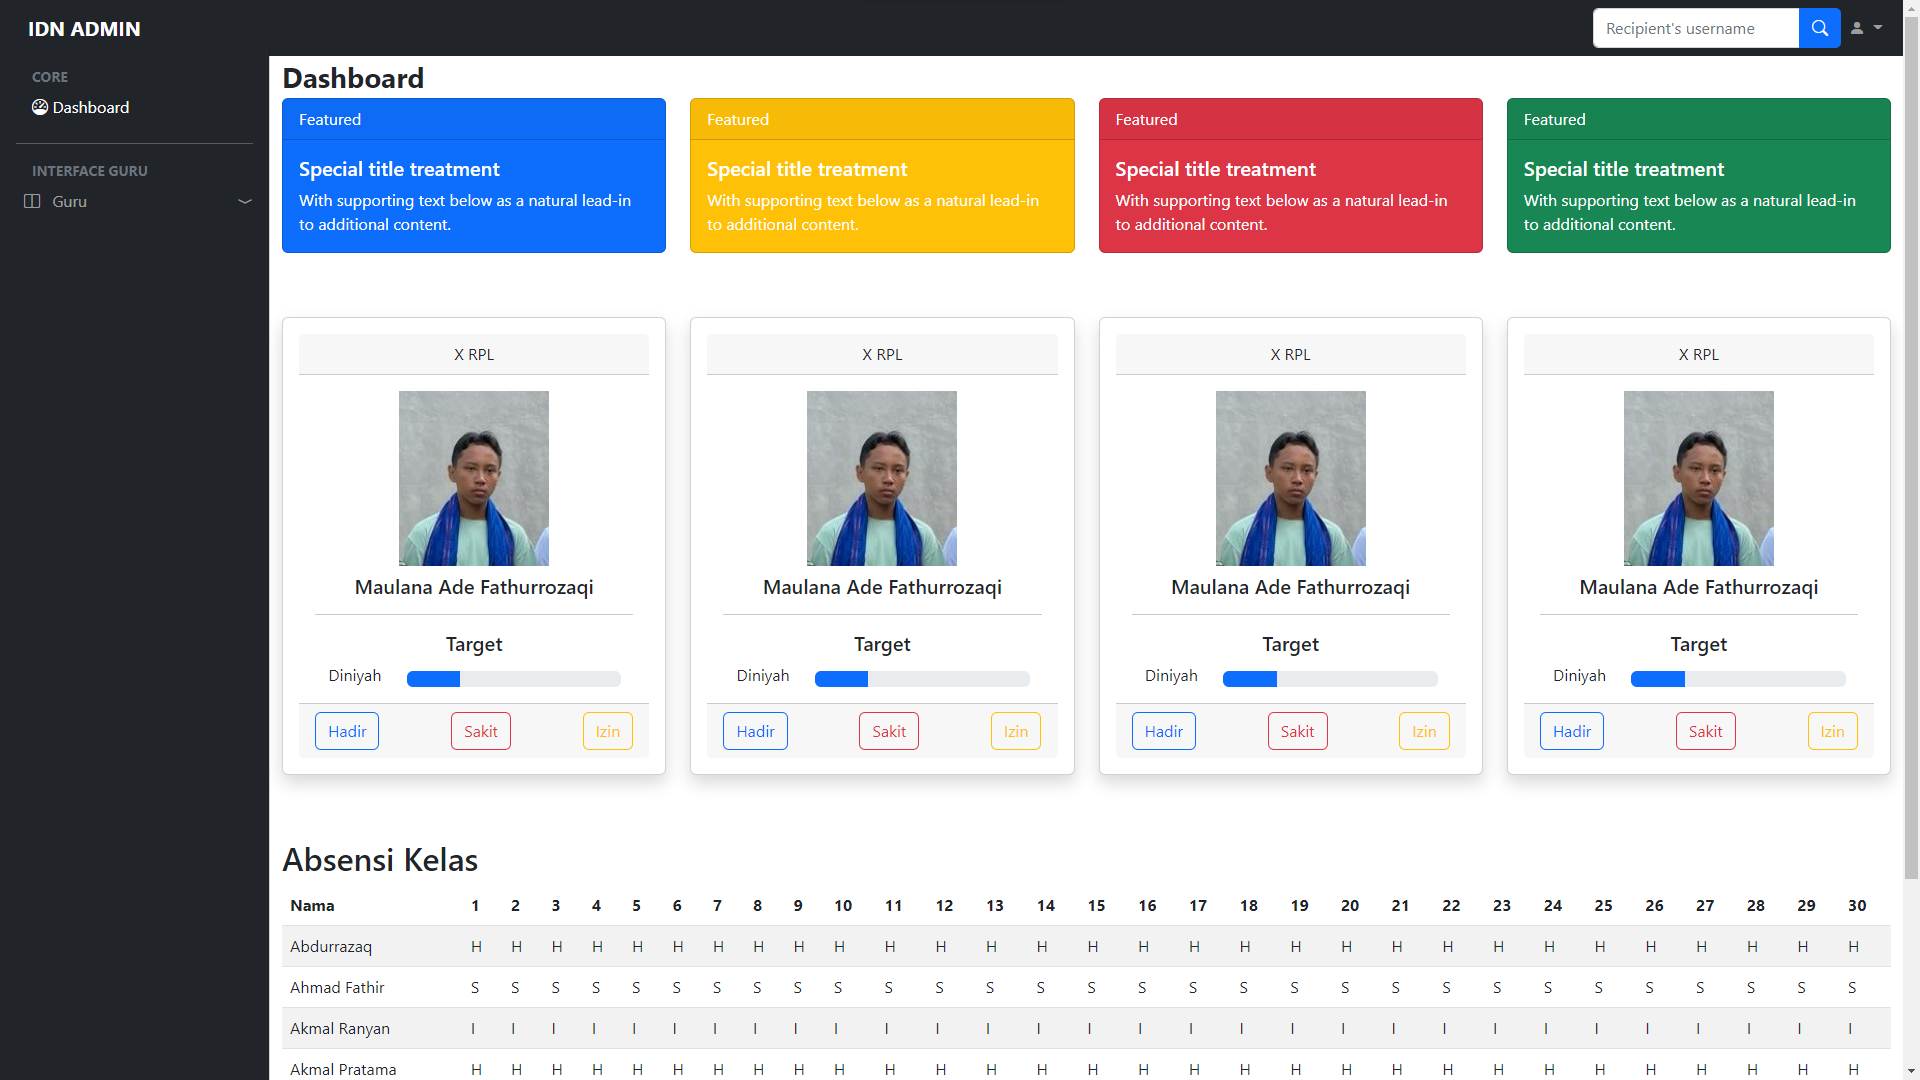 IDN ADMIN
Recipient's username
CORE
Dashboard
INTERFACE GURU
Guru
Dashboard
Featured
Special title treatment
With supporting text below as a natural lead-in
to additional content.
Featured
Special title treatment
With supporting text below as a natural lead-in
to additional content.
Featured
Special title treatment
With supporting text below as a natural lead-in
to additional content.
Featured
Special title treatment
With supporting text below as a natural lead-in
to additional content.
X RPL
Maulana Ade Fathurrozaqi
Target
Diniyah
Hadir Sakit Izin
X RPL
Maulana Ade Fathurrozaqi
Target
Diniyah
Hadir Sakit Izin
X RPL
Maulana Ade Fathurrozaqi
Target
Diniyah
Hadir Sakit Izin
X RPL
Maulana Ade Fathurrozaqi
Target
Diniyah
Hadir Sakit Izin
Absensi Kelas
Nama 1 2 3 4 5 6 7 8 9 10 11 12 13 14 15 16 17 18 19 20 21 22 23 24 25 26 27 28 29 30
Abdurrazaq H H H H H H H H H H H H H H H H H H H H H H H H H H H H H H
Ahmad Fathir S S S S S S S S S S S S S S S S S S S S S S S S S S S S S S
Akmal Ranyan I I I I I I I I I I I I I I I I I I I I I I I I I I I I I I
Akmal Pratama H H H H H H H H H H H H H H H H H H H H H H H H H H H H H H